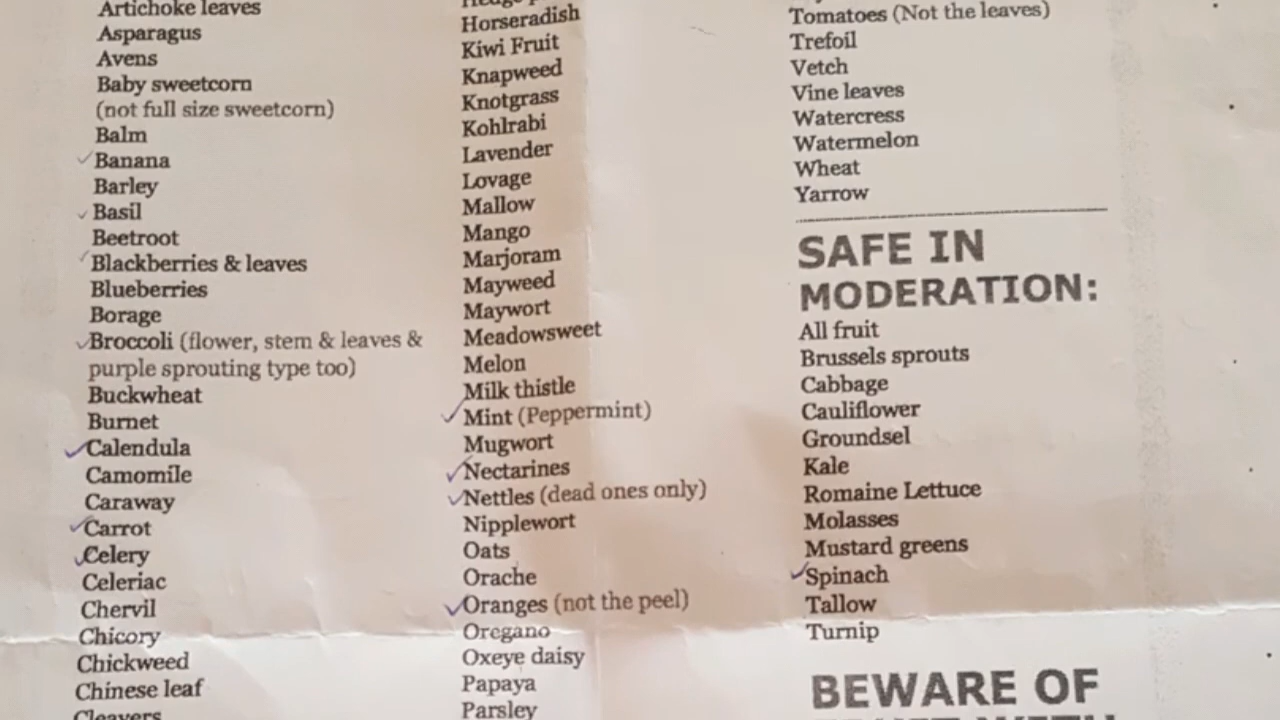 Artichoke leaves
Asparagus
Avens
Baby sweetcorn
(not full size sweetcorn)
Balm
Banana
Barley
Basil
Beetroot
Blackberries & leaves
Blueberries
Borage
Broccoli (flower, stem & leaves &
purple sprouting type too)
Buckwheat
Burnet
Calendula
Camomile
Caraway
Carrot
Celery
Celeriac
Chervil
Chicory
Chickweed
Chinese leaf
Cleavers
Horseradish
Kiwi Fruit
Knapweed
Knotgrass
Kohlrabi
Lavender
Lovage
Mallow
Mango
Marjoram
Mayweed
Maywort
Meadowsweet
Melon
Milk thistle
Mint (Peppermint)
Mugwort
Nectarines
Nettles (dead ones only)
Nipplewort
Oats
Orache
Oranges (not the peel)
Oregano
Oxeye daisy
Papaya
Parsley
Tomatoes (Not the leaves)
Trefoil
Vetch
Vine leaves
Watercress
Watermelon
Wheat
Yarrow
SAFE IN
MODERATION:
All fruit
Brussels sprouts
Cabbage
Cauliflower
Groundsel
Kale
Romaine Lettuce
Molasses
Mustard greens
Spinach
Tallow
Turnip
BEWARE OF